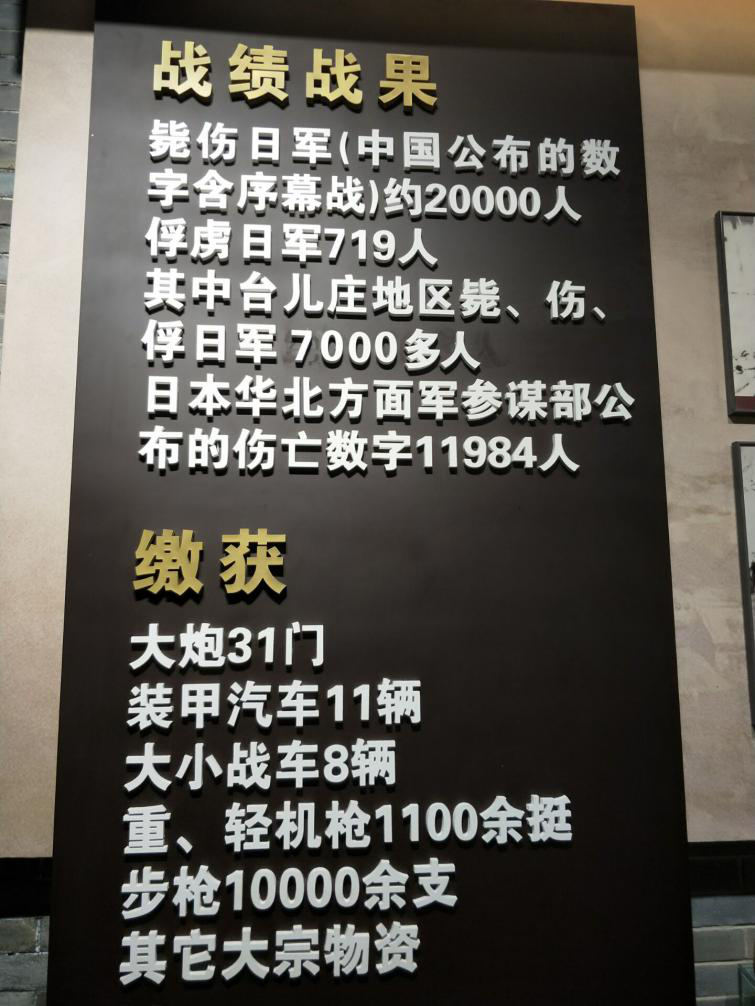 战绩战果
毙伤日军(中国公布的数
字含序幕战)约20000人
俘虏日军719人
其中台儿庄地区毙、伤、
俘日军7000多人
日本华北方面军参谋部公
布的伤亡数字11984人
缴获
大炮31门
装甲汽车11辆
大小战车8辆
重、轻机枪1100余挺
步枪10000余支
其它大宗物资